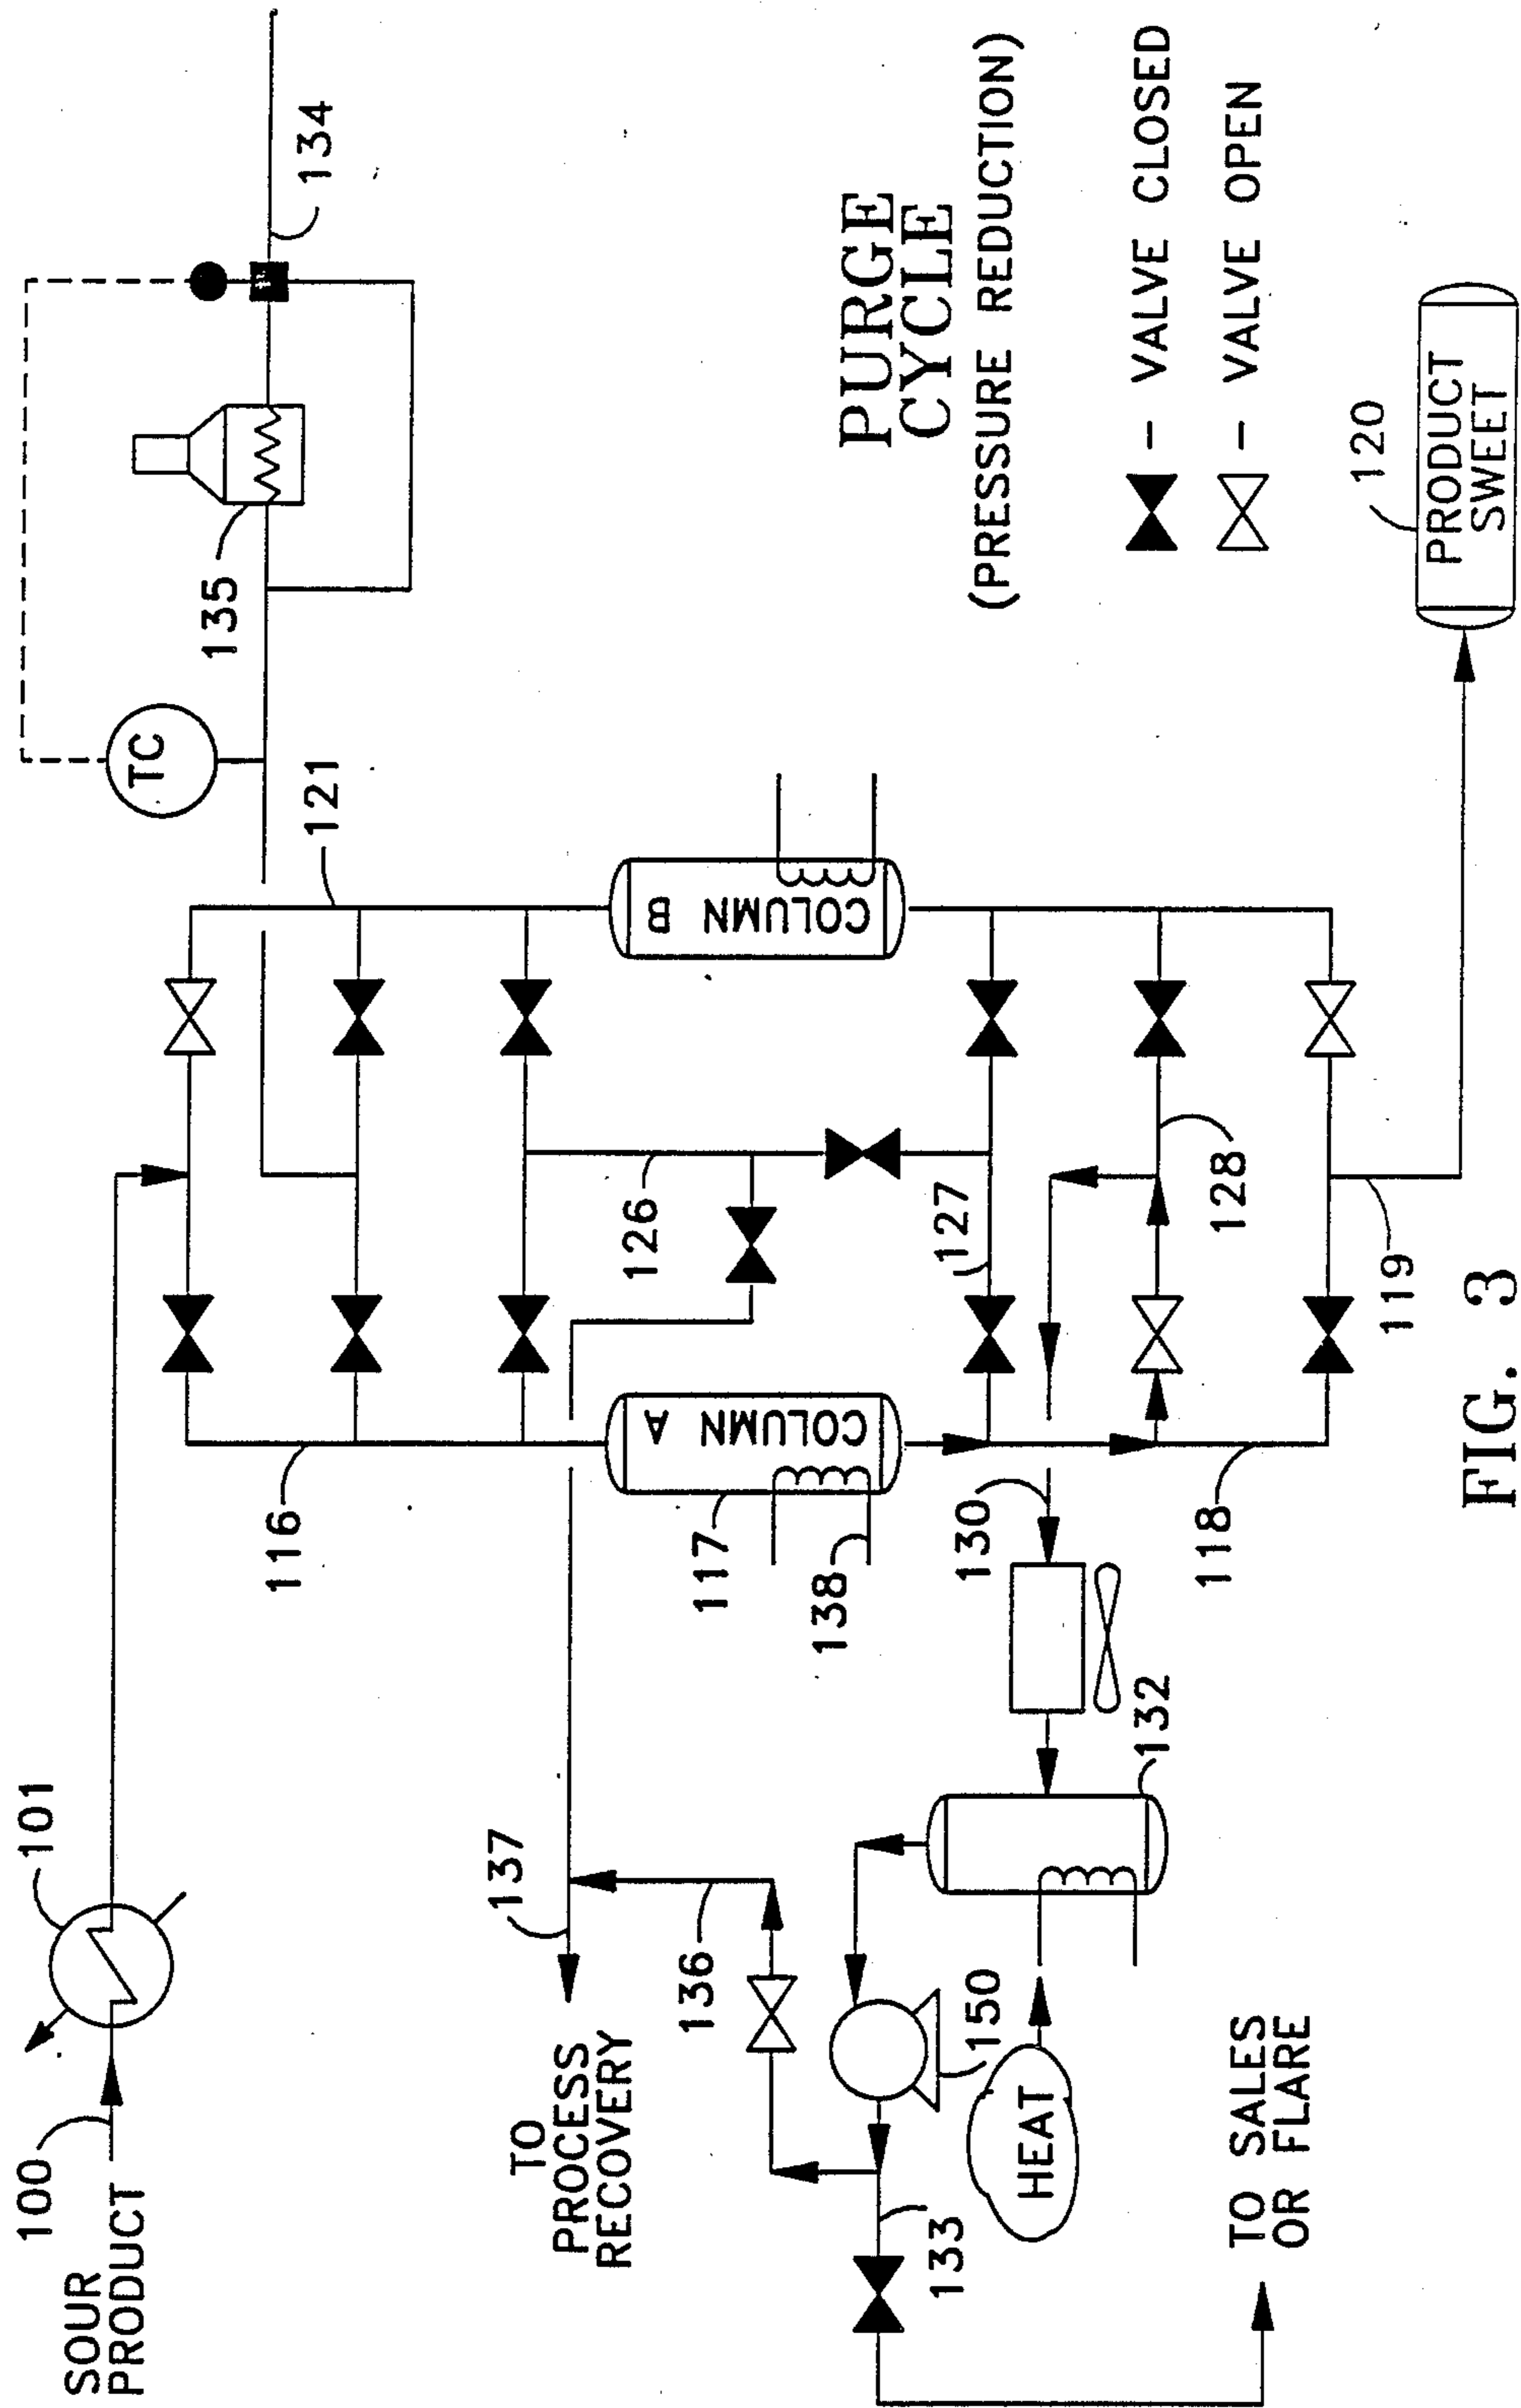 SOUR
PRODUCT
100
101
116
121
TC
135
134
TO
PROCESS
RECOVERY
137
136
126
117
COLUMN A
138
COLUMN B
127
130
128
118
119
132
150
HEAT
133
TO SALES
OR FLARE
PURGE
CYCLE
(PRESSURE REDUCTION)
- VALVE CLOSED
- VALVE OPEN
120
PRODUCT
SWEET
FIG. 3